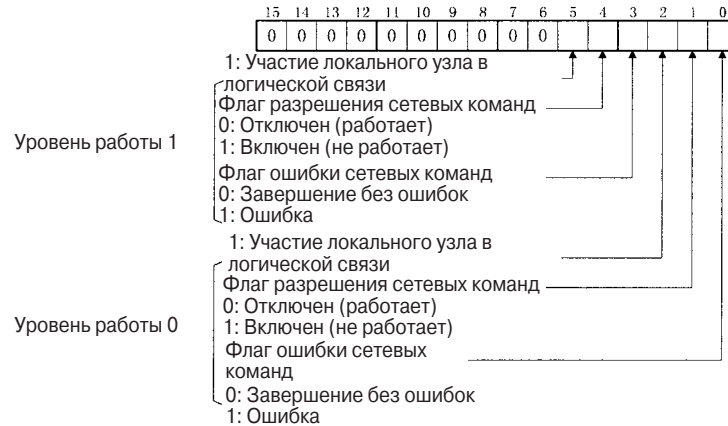 15 14 13 12 11 10 9 8 7 6 5 4 3 2 1 0
0 0 0 0 0 0 0 0 0 0
1: Участие локального узла в
логической связи
Флаг разрешения сетевых команд
0: Отключен (работает)
Уровень работы 1
1: Включен (не работает)
Флаг ошибки сетевых команд
0: Завершение без ошибок
1: Ошибка
1: Участие локального узла в
логической связи
Флаг разрешения сетевых команд
0: Отключен (работает)
Уровень работы 0
1: Включен (не работает)
Флаг ошибки сетевых
команд
0: Завершение без ошибок
1: Ошибка